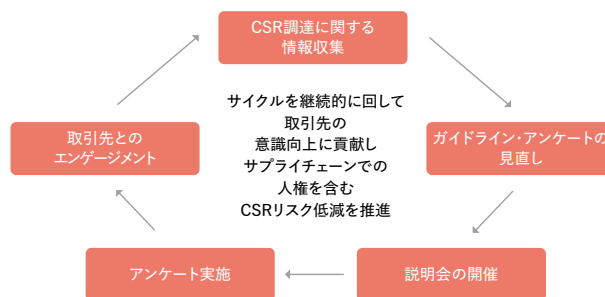 CSR調達に関する
情報収集
サイクルを継続的に回して
取引先の
意識向上に貢献し
サプライチェーンでの
人権を含む
CSRリスク低減を推進
取引先との
エンゲージメント
ガイドライン・アンケートの
見直し
アンケート実施
説明会の開催